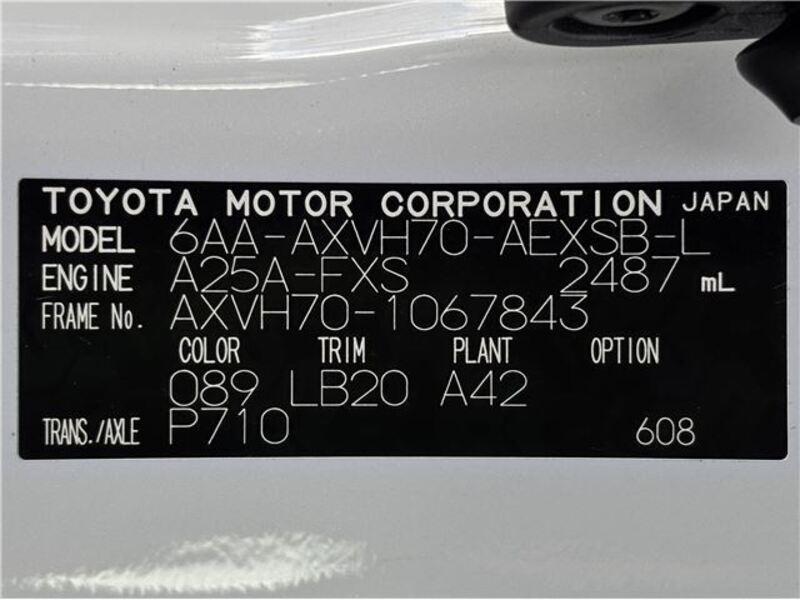 TOYOTA MOTOR CORPORATION JAPAN
MODEL 6AA-AXVH70-AEXSB-L
ENGINE A25A-FXS 2487 mL
FRAME No. AXVH70-1067843
COLOR TRIM PLANT OPTION
089 LB20 A42
TRANS./AXLE P710 608